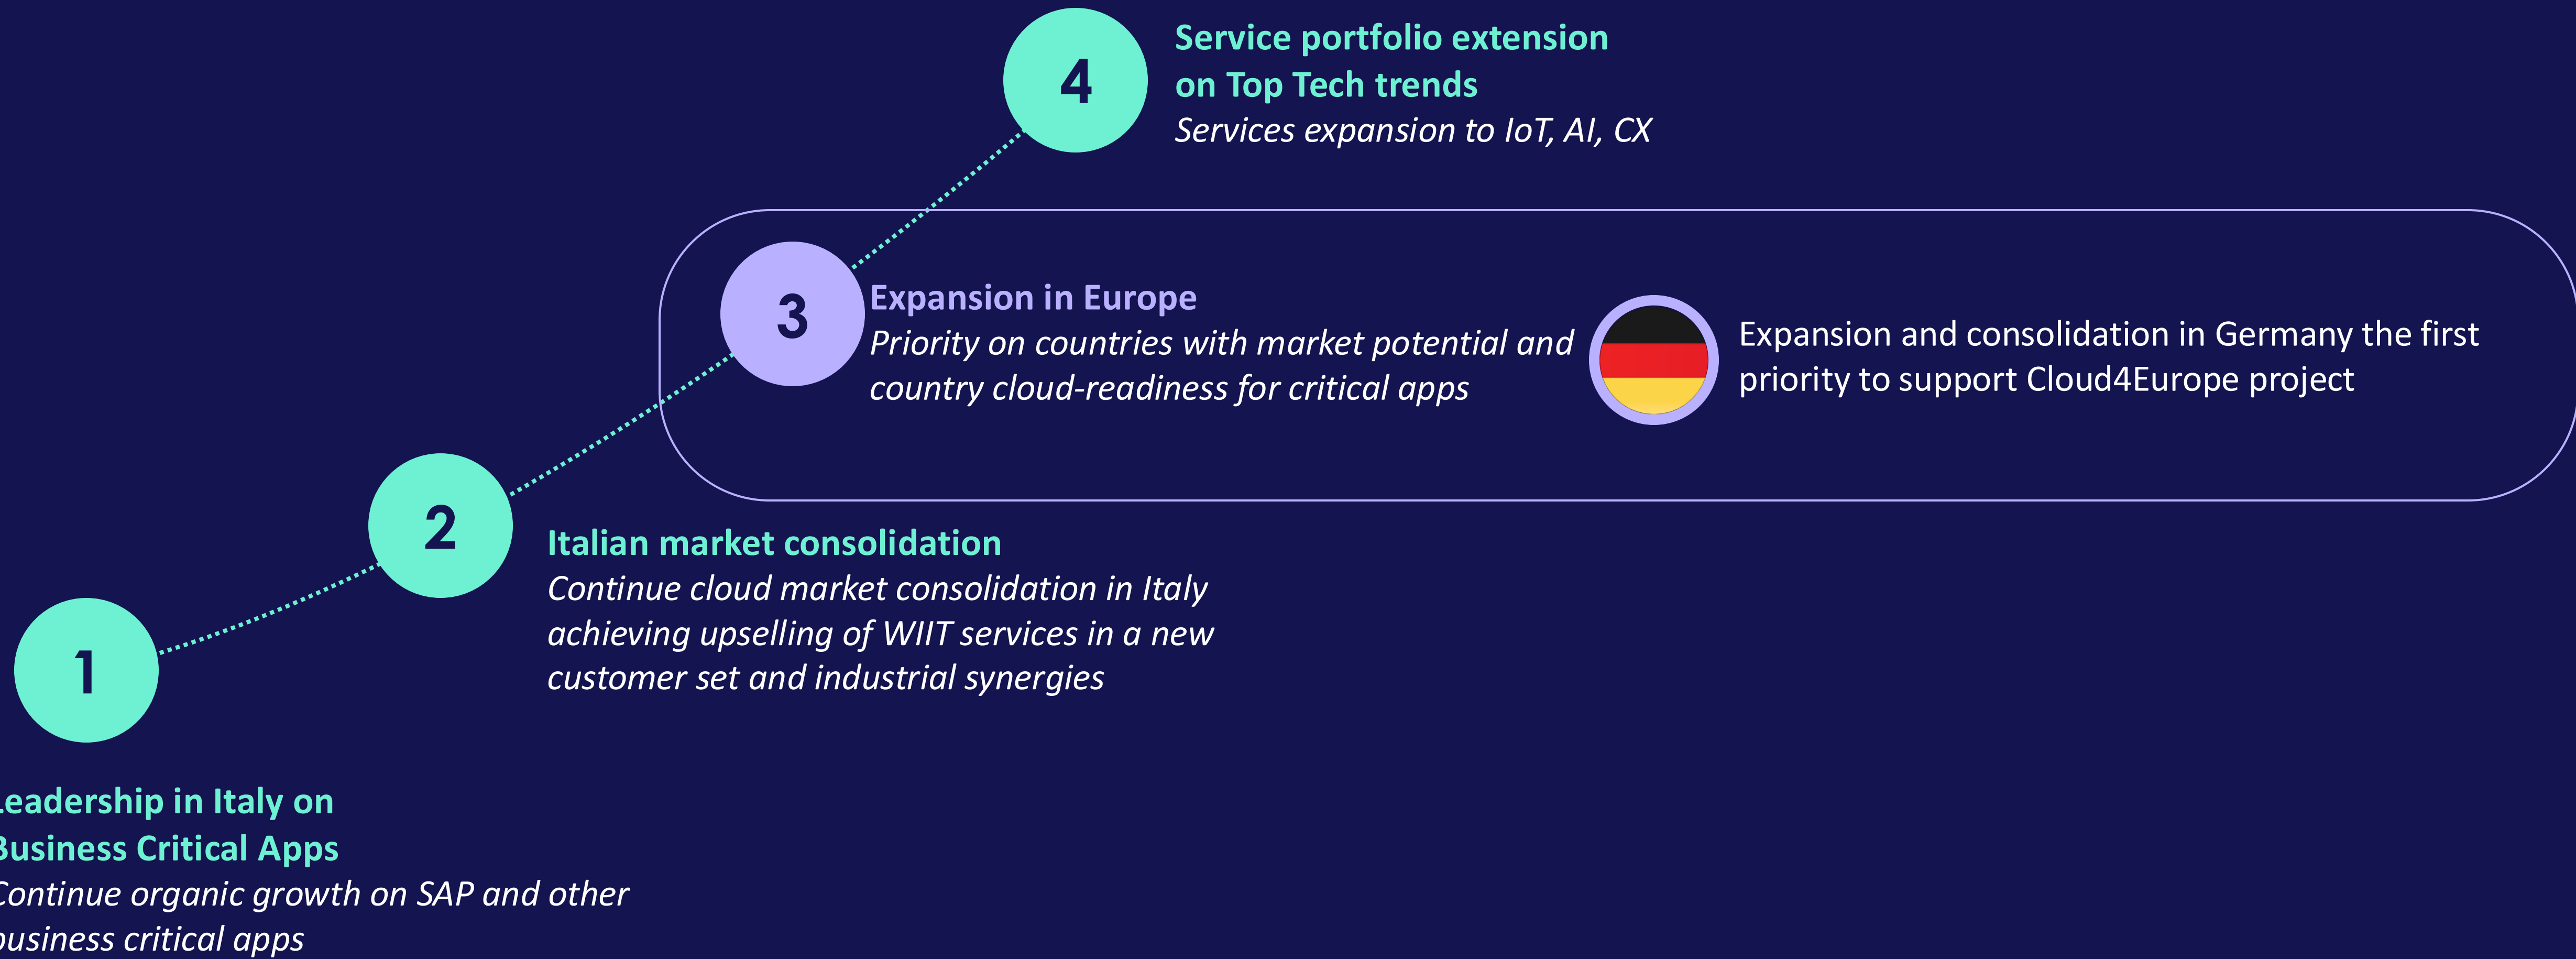 4
Service portfolio extension
on Top Tech trends
Services expansion to IoT, AI, CX
3
Expansion in Europe
Priority on countries with market potential and
country cloud-readiness for critical apps
Expansion and consolidation in Germany the first
priority to support Cloud4Europe project
2
Italian market consolidation
Continue cloud market consolidation in Italy
achieving upselling of WIIT services in a new
customer set and industrial synergies
1
Leadership in Italy on
Business Critical Apps
Continue organic growth on SAP and other
business critical apps